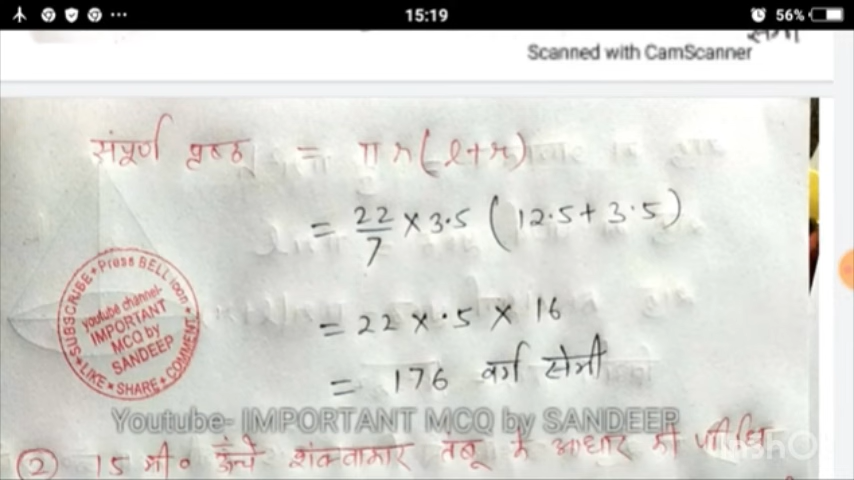 15:19
56%
Scanned with CamScanner
संपूर्ण पृष्ठ = πr(l+r)
= 22/7 × 3.5 (12.5 + 3.5)
= 22 × .5 × 16
= 176 वर्ग सेमी
SUBSCRIBE * Press BELL Icon * LIKE * SHARE * COMMENT
youtube channel-
IMPORTANT
MCQ by
SANDEEP
Youtube- IMPORTANT MCQ by SANDEEP
② 15 मी० ऊँचे शंक्वाकार तंबू के आधार की परिधि